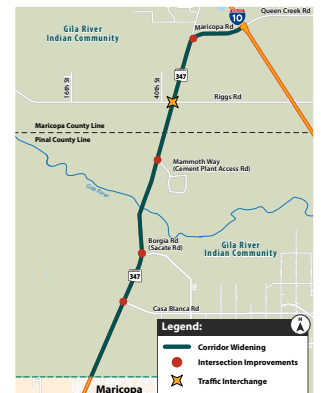 INTERSTATE
10
Queen Creek Rd
Gila River
Indian Community
Maricopa Rd
16th St
40th St
347
Riggs Rd
Maricopa County Line
Pinal County Line
Mammoth Way
(Cement Plant Access Rd)
Gila River
Borgia Rd
(Sacate Rd)
Gila River
Indian Community
347
Casa Blanca Rd
N
Legend:
Corridor Widening
Intersection Improvements
Traffic Interchange
Maricopa